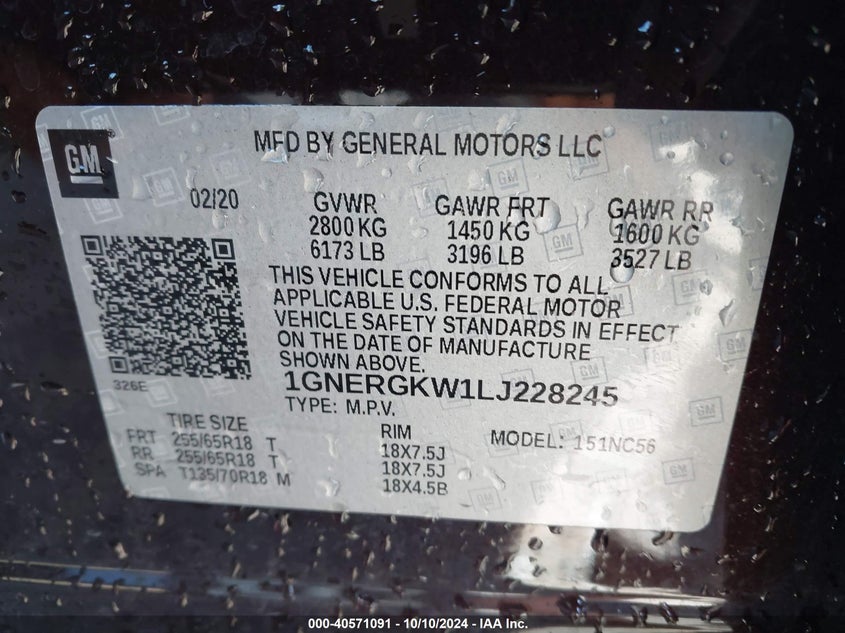 GM
MFD BY GENERAL MOTORS LLC
02/20
GVWR GAWR FRT GAWR RR
2800 KG 1450 KG 1600 KG
6173 LB 3196 LB 3527 LB
THIS VEHICLE CONFORMS TO ALL
APPLICABLE U.S. FEDERAL MOTOR
VEHICLE SAFETY STANDARDS IN EFFECT
ON THE DATE OF MANUFACTURE
SHOWN ABOVE.
326E
1GNERGKW1LJ228245
TYPE: M.P.V.
TIRE SIZE RIM MODEL: 151NC56
FRT 255/65R18 T 18X7.5J
RR 255/65R18 T 18X7.5J
SPA T135/70R18 M 18X4.5B
000-40571091 - 10/10/2024 - IAA Inc.